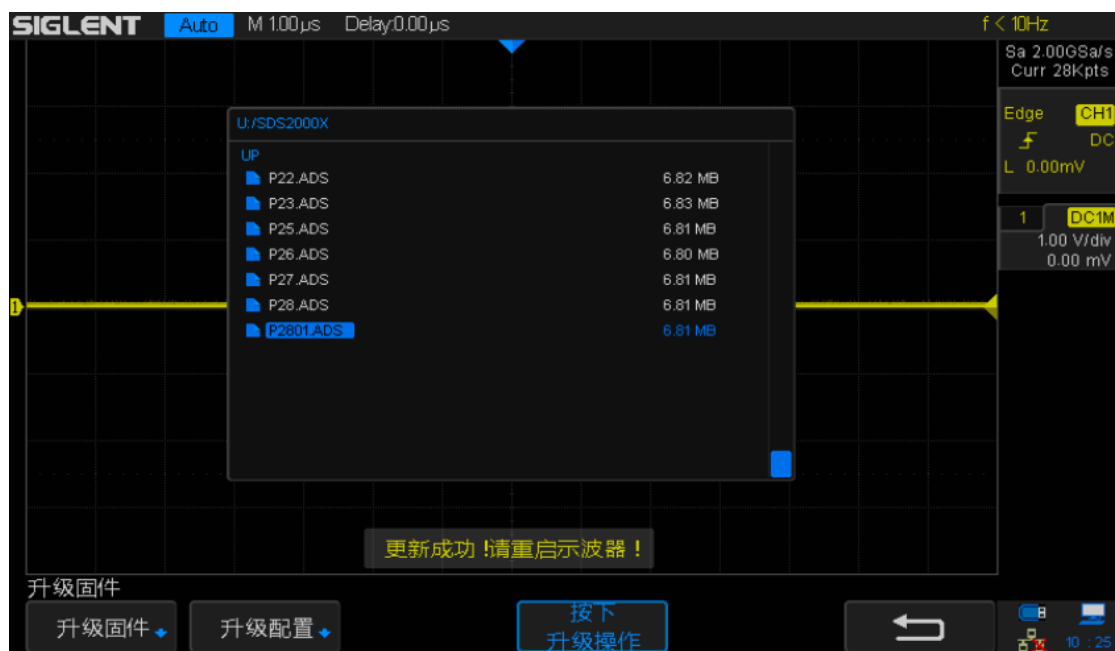 SIGLENT Auto M 1.00µs Delay:0.00µs f < 10Hz
Sa 2.00GSa/s
Curr 28Kpts
Edge CH1
DC
L 0.00mV
1 DC1M
1.00 V/div
0.00 mV
U:/SDS2000X
UP
P22.ADS 6.82 MB
P23.ADS 6.83 MB
P25.ADS 6.81 MB
P26.ADS 6.80 MB
P27.ADS 6.81 MB
P28.ADS 6.81 MB
P2801.ADS 6.81 MB
1
更新成功!请重启示波器!
升级固件
升级固件 升级配置 按下
升级操作
10 : 25